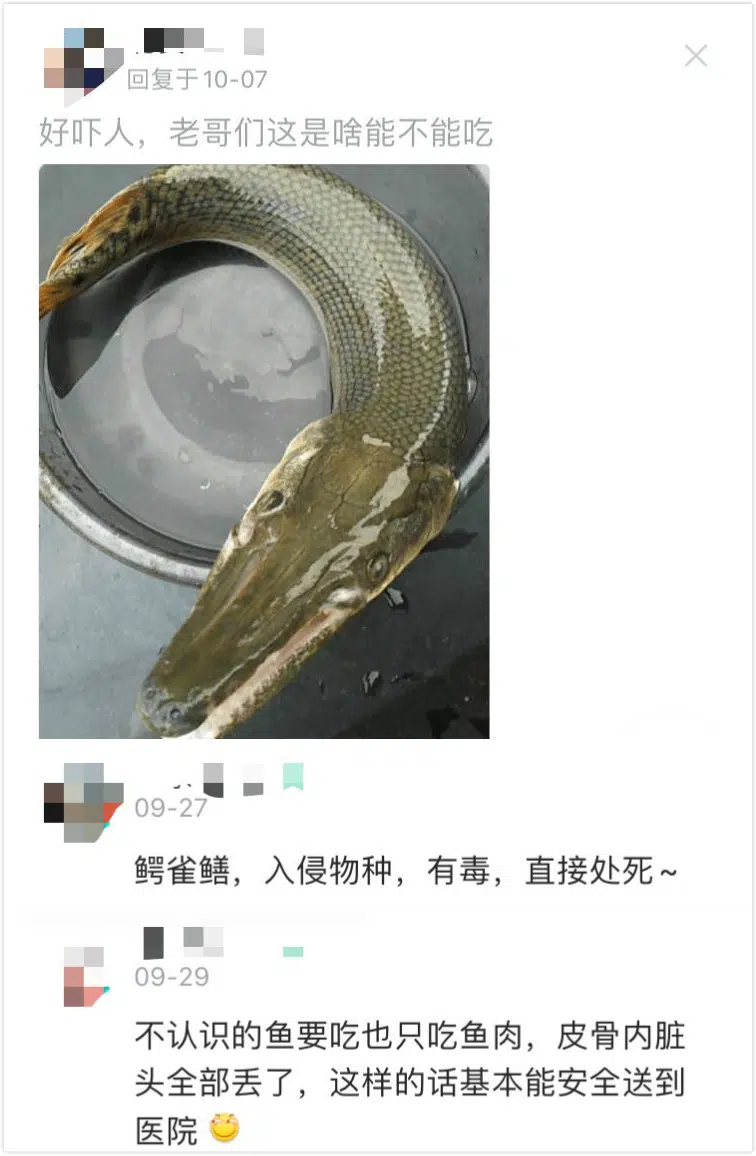 回复于10-07
好吓人，老哥们这是啥能不能吃
09-27
鳄雀鳝，入侵物种，有毒，直接处死~
09-29
不认识的鱼要吃也只吃鱼肉，皮骨内脏
头全部丢了，这样的话基本能安全送到
医院